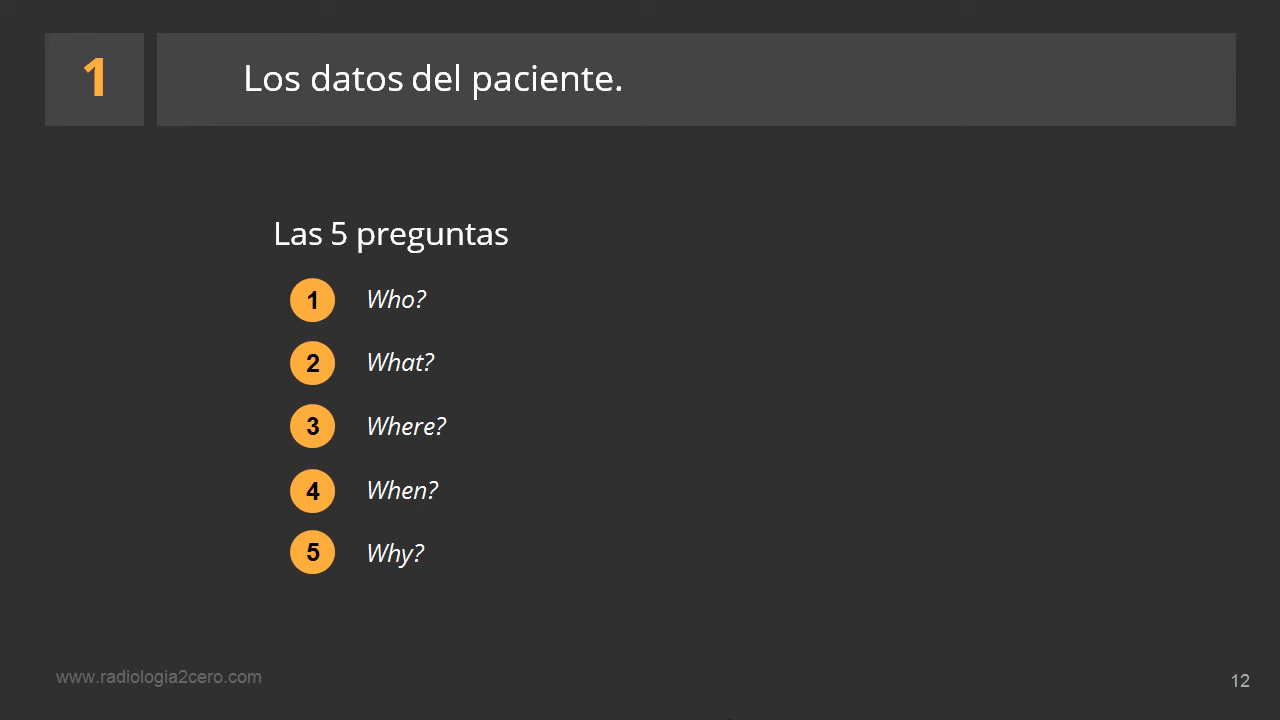 1
Los datos del paciente.
Las 5 preguntas
1 Who?
2 What?
3 Where?
4 When?
5 Why?
www.radiologia2cero.com
12